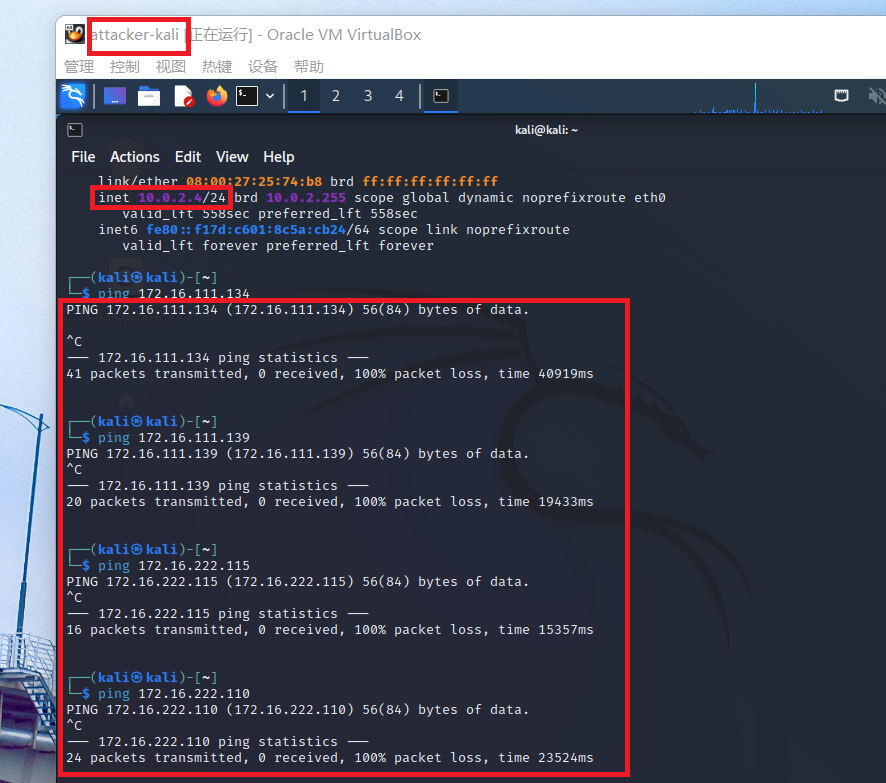 attacker-kali [正在运行] - Oracle VM VirtualBox
管理 控制 视图 热键 设备 帮助
1 2 3 4
kali@kali: ~
File Actions Edit View Help
link/ether 08:00:27:25:74:b8 brd ff:ff:ff:ff:ff:ff
inet 10.0.2.4/24 brd 10.0.2.255 scope global dynamic noprefixroute eth0
valid_lft 558sec preferred_lft 558sec
inet6 fe80::f17d:c601:8c5a:cb24/64 scope link noprefixroute
valid_lft forever preferred_lft forever
┌──(kali㉿kali)-[~]
└─$ ping 172.16.111.134
PING 172.16.111.134 (172.16.111.134) 56(84) bytes of data.
^C
--- 172.16.111.134 ping statistics ---
41 packets transmitted, 0 received, 100% packet loss, time 40919ms
┌──(kali㉿kali)-[~]
└─$ ping 172.16.111.139
PING 172.16.111.139 (172.16.111.139) 56(84) bytes of data.
^C
--- 172.16.111.139 ping statistics ---
20 packets transmitted, 0 received, 100% packet loss, time 19433ms
┌──(kali㉿kali)-[~]
└─$ ping 172.16.222.115
PING 172.16.222.115 (172.16.222.115) 56(84) bytes of data.
^C
--- 172.16.222.115 ping statistics ---
16 packets transmitted, 0 received, 100% packet loss, time 15357ms
┌──(kali㉿kali)-[~]
└─$ ping 172.16.222.110
PING 172.16.222.110 (172.16.222.110) 56(84) bytes of data.
^C
--- 172.16.222.110 ping statistics ---
24 packets transmitted, 0 received, 100% packet loss, time 23524ms